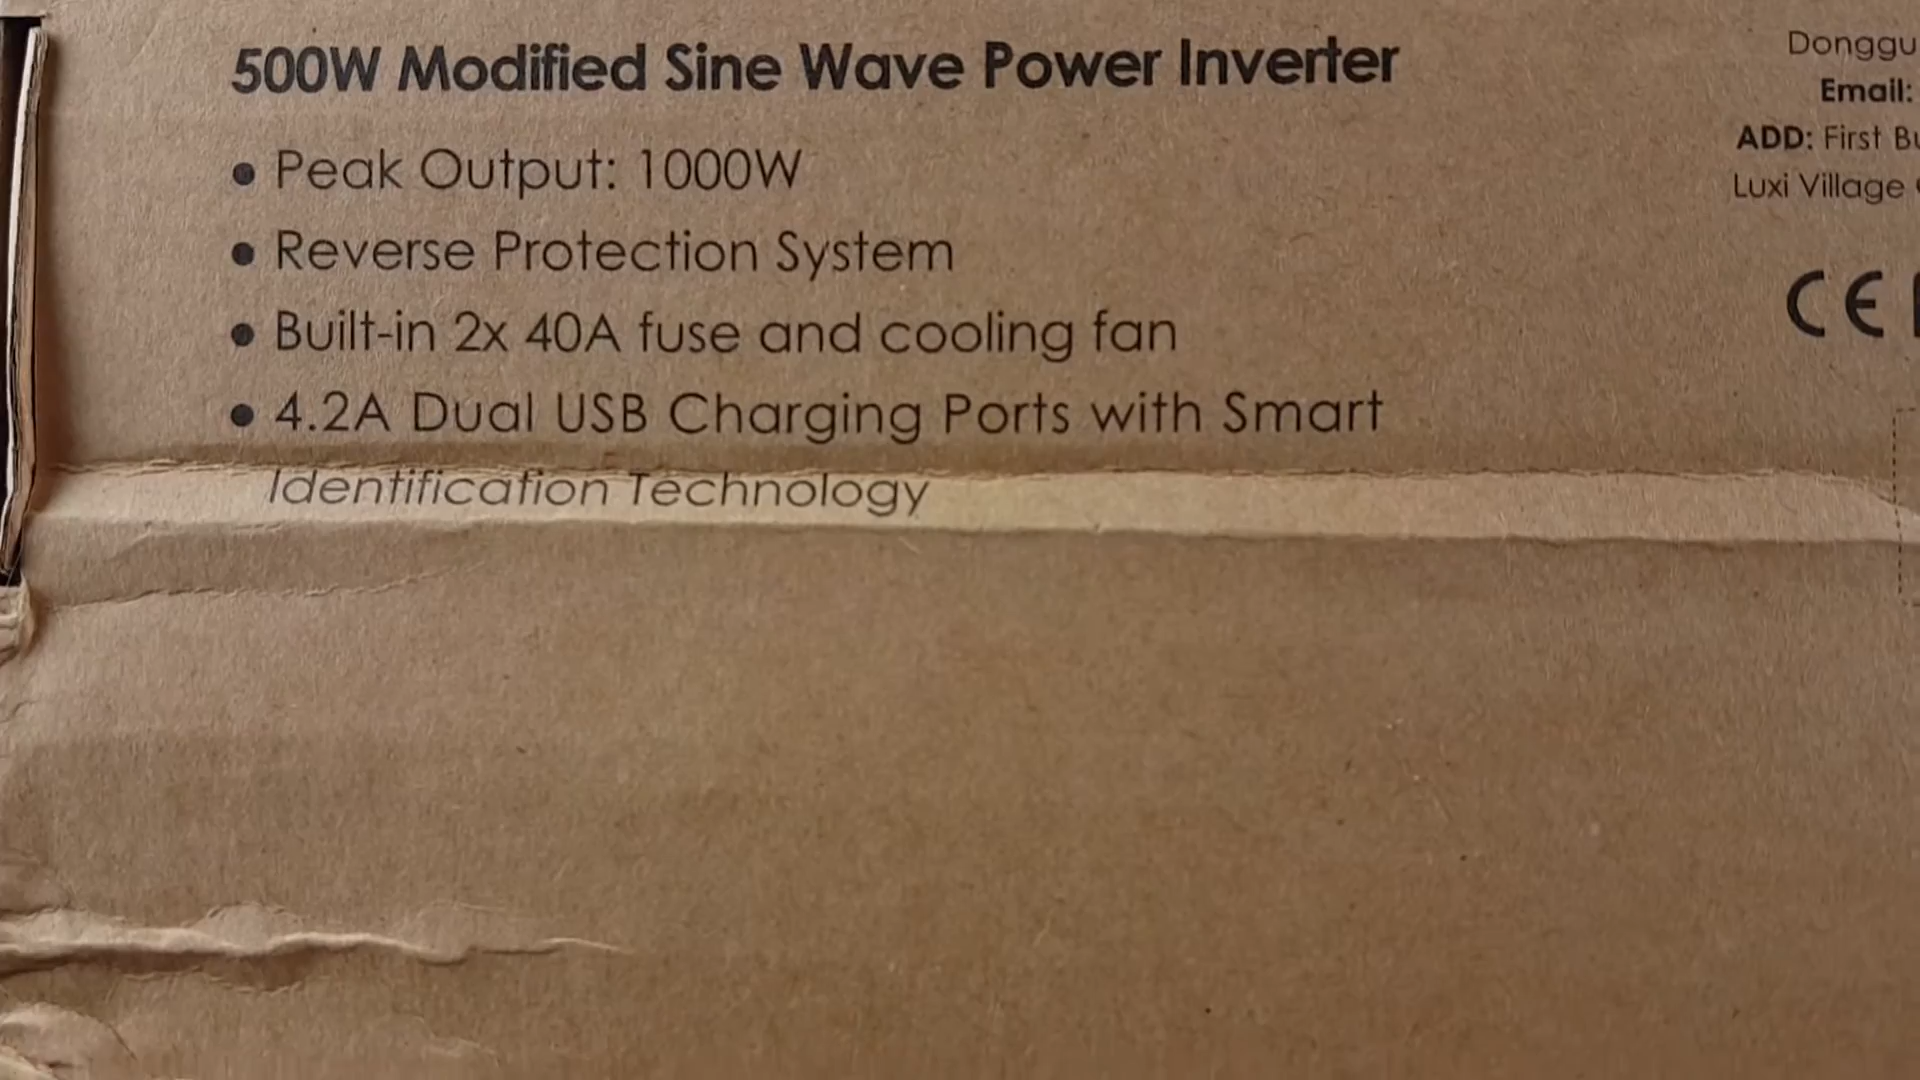 500W Modified Sine Wave Power Inverter
● Peak Output: 1000W
● Reverse Protection System
● Built-in 2x 40A fuse and cooling fan
● 4.2A Dual USB Charging Ports with Smart
Identification Technology
Donggu
Email:
ADD: First Bu
Luxi Village
CE